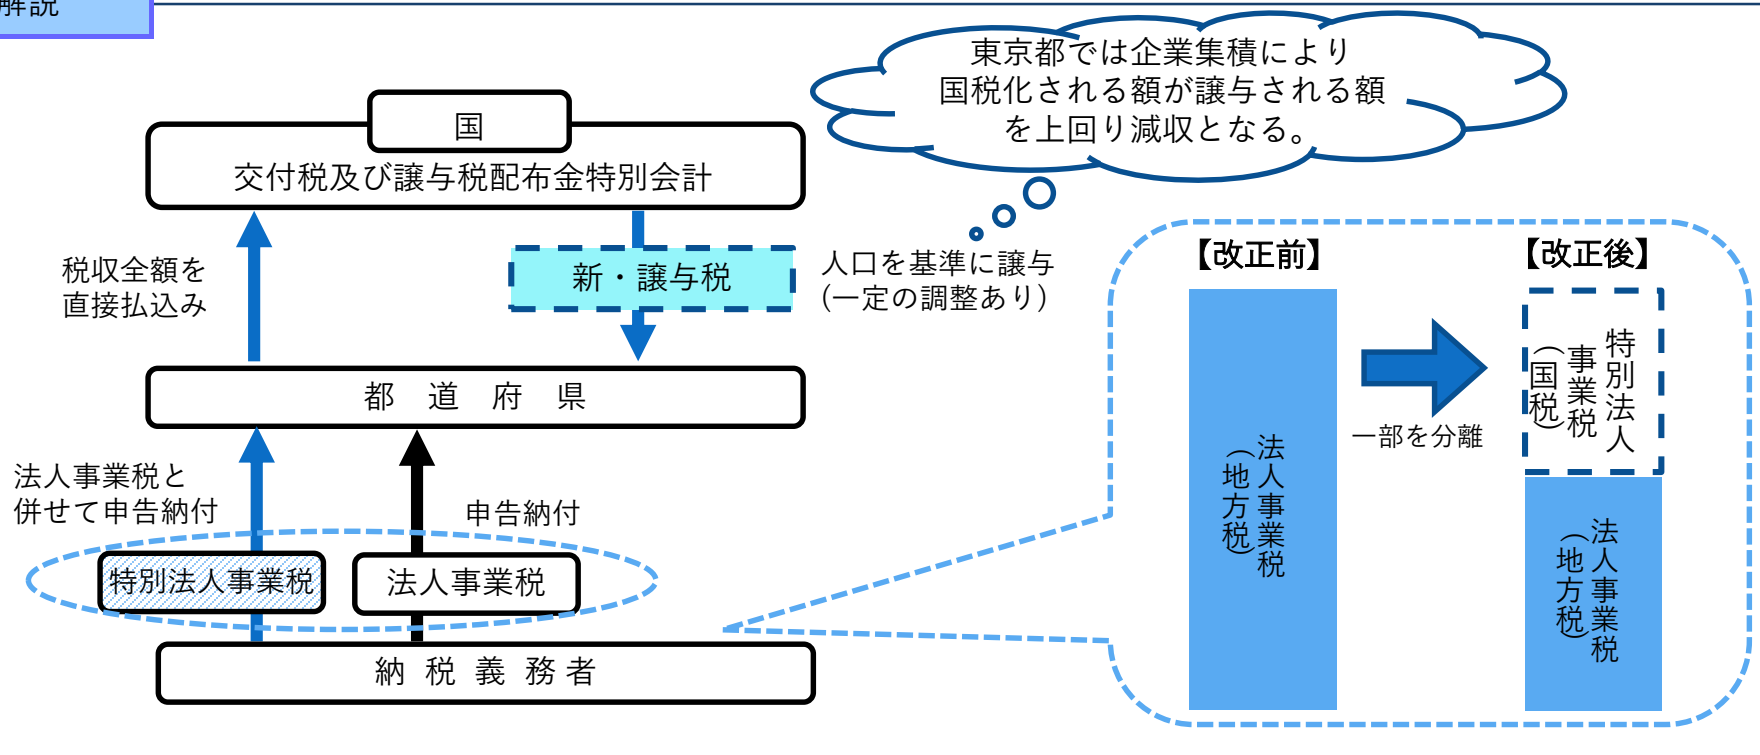 解説
東京都では企業集積により
国税化される額が譲与される額
を上回り減収となる。
国
交付税及び譲与税配布金特別会計
税収全額を
直接払込み
新・譲与税
人口を基準に譲与
(一定の調整あり)
都 道 府 県
法人事業税と
併せて申告納付
申告納付
特別法人事業税
法人事業税
納 税 義 務 者
【改正前】
法人事業税
(地方税)
一部を分離
【改正後】
特別法人
事業税
(国税)
法人事業税
(地方税)